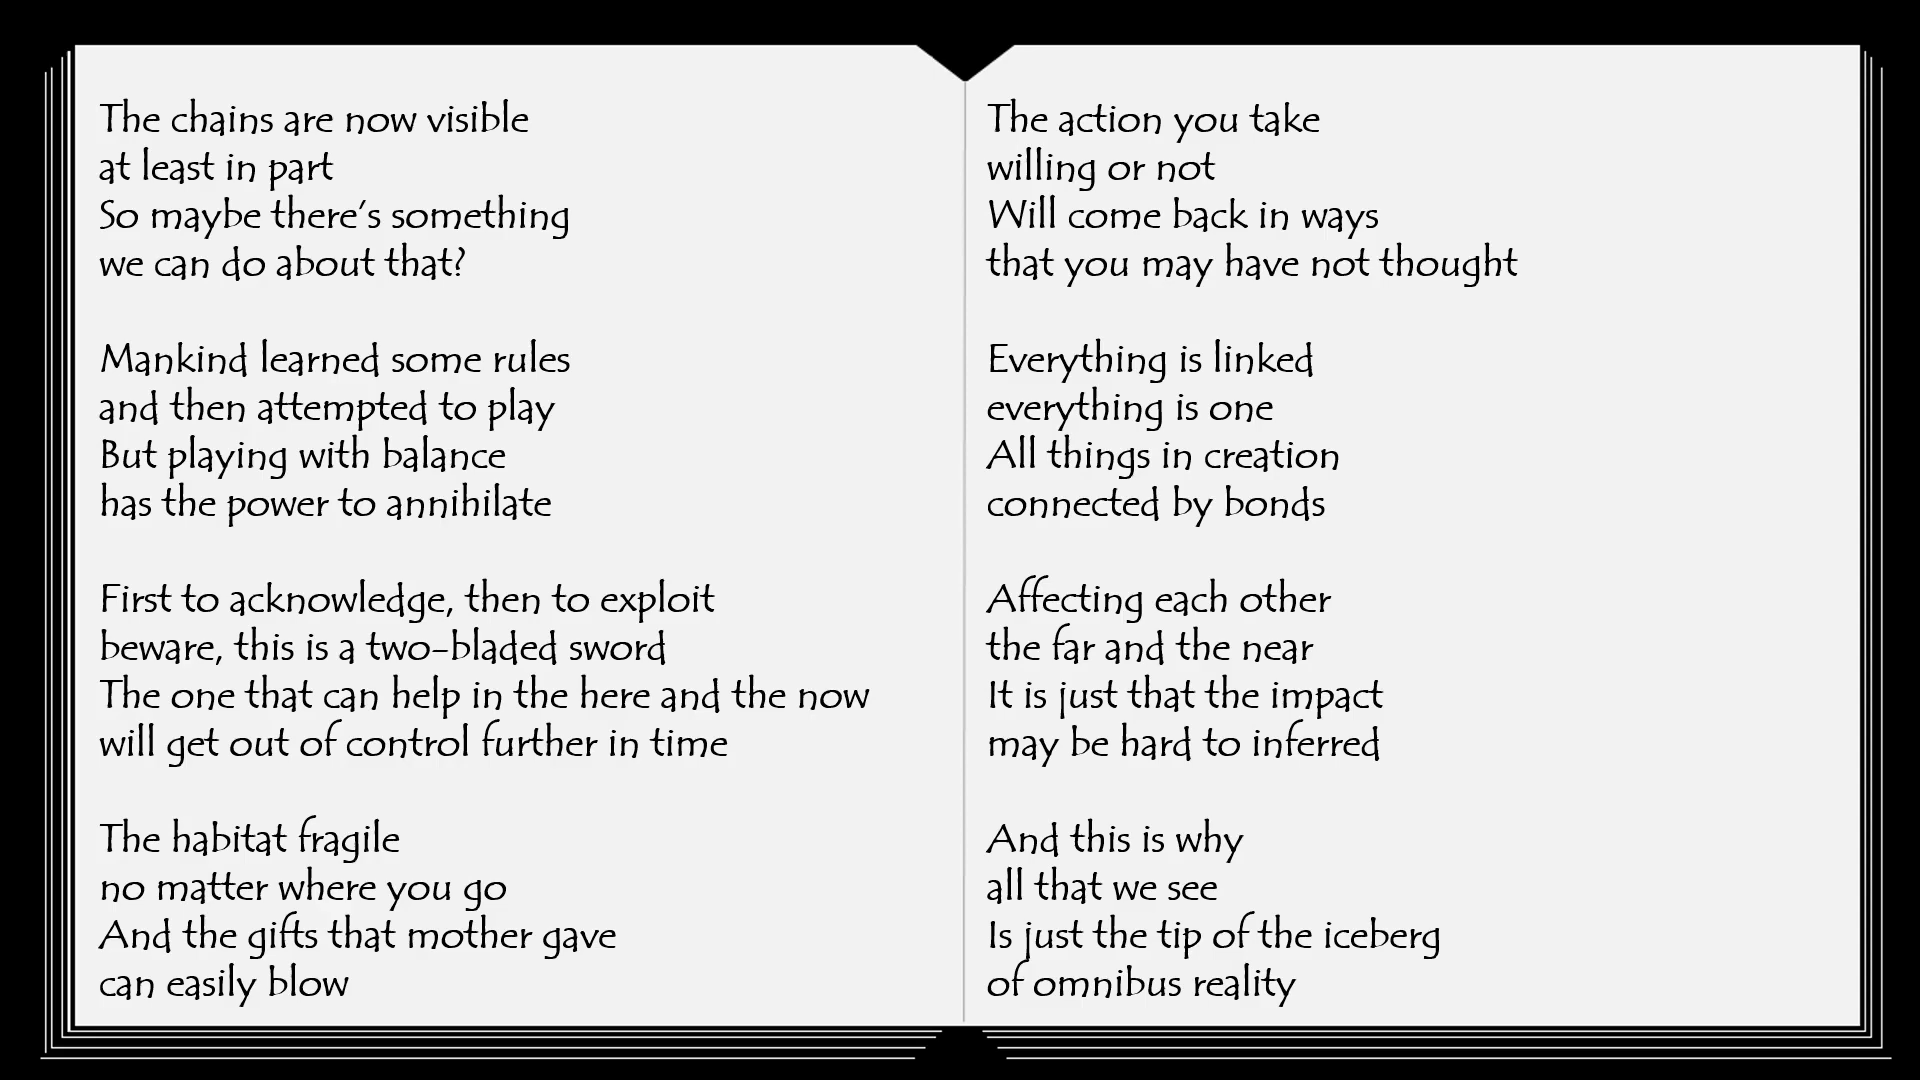 The chains are now visible
at least in part
So maybe there's something
we can do about that?
Mankind learned some rules
and then attempted to play
But playing with balance
has the power to annihilate
First to acknowledge, then to exploit
beware, this is a two-bladed sword
The one that can help in the here and the now
will get out of control further in time
The habitat fragile
no matter where you go
And the gifts that mother gave
can easily blow
The action you take
willing or not
Will come back in ways
that you may have not thought
Everything is linked
everything is one
All things in creation
connected by bonds
Affecting each other
the far and the near
It is just that the impact
may be hard to inferred
And this is why
all that we see
Is just the tip of the iceberg
of omnibus reality